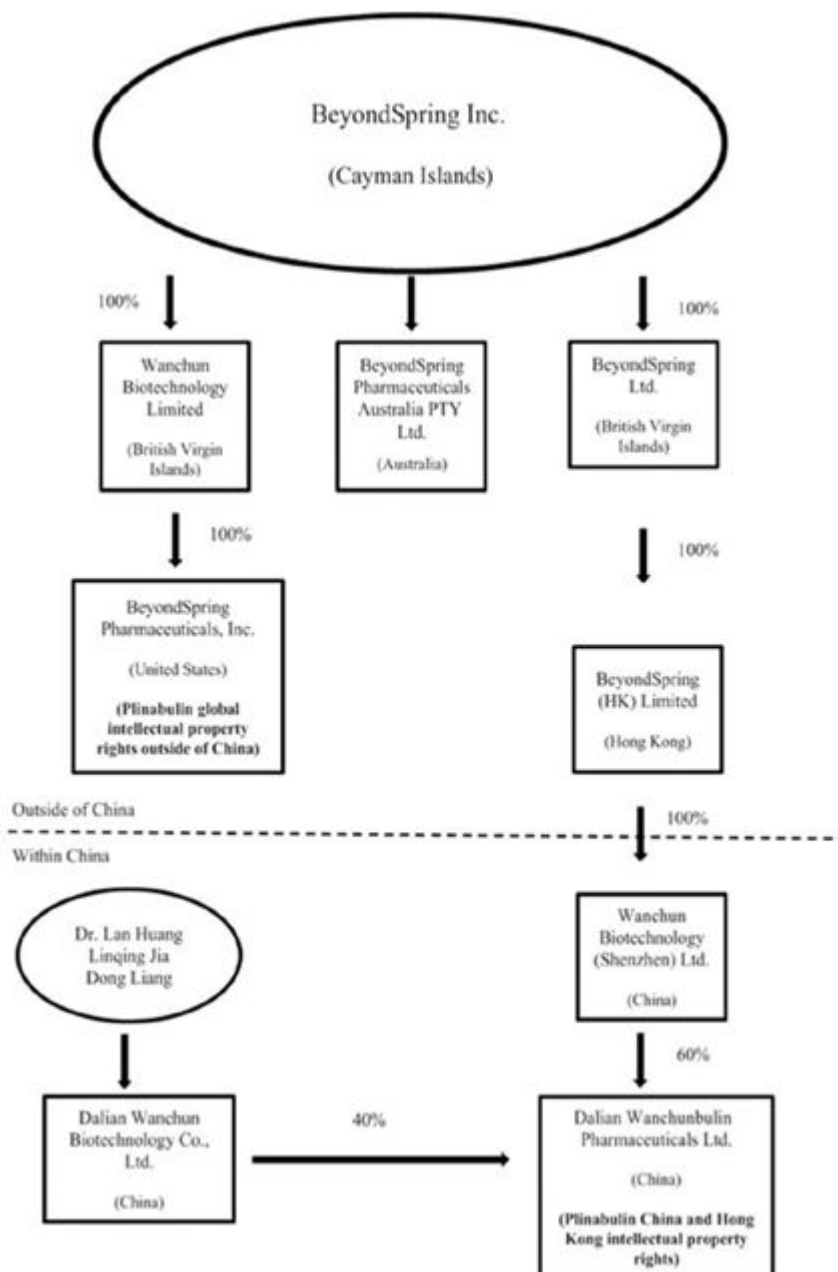 BeyondSpring Inc.
(Cayman Islands)
100%
100%
Wanchun
Biotechnology
Limited
(British Virgin
Islands)
BeyondSpring
Pharmaceuticals
Australia PTY
Ltd.
(Australia)
BeyondSpring
Ltd.
(British Virgin
Islands)
100%
100%
BeyondSpring
Pharmaceuticals, Inc.
(United States)
(Plinabulin global
intellectual property
rights outside of China)
BeyondSpring
(HK) Limited
(Hong Kong)
Outside of China
100%
Within China
Dr. Lan Huang
Linqing Jia
Dong Liang
Wanchun
Biotechnology
(Shenzhen) Ltd.
(China)
60%
Dalian Wanchun
Biotechnology Co.,
Ltd.
(China)
40%
Dalian Wanchunbulin
Pharmaceuticals Ltd.
(China)
(Plinabulin China and Hong
Kong intellectual property
rights)